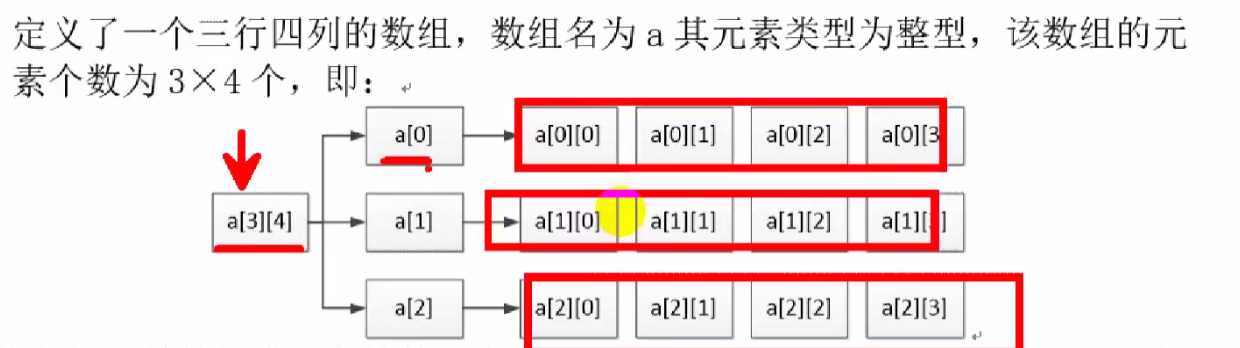 定义了一个三行四列的数组，数组名为 a 其元素类型为整型，该数组的元
素个数为 3×4 个，即：
a[0] a[0][0] a[0][1] a[0][2] a[0][3
a[3][4] a[1] a[1][0] a[1][1] a[1][2] a[1][3]
a[2] a[2][0] a[2][1] a[2][2] a[2][3]